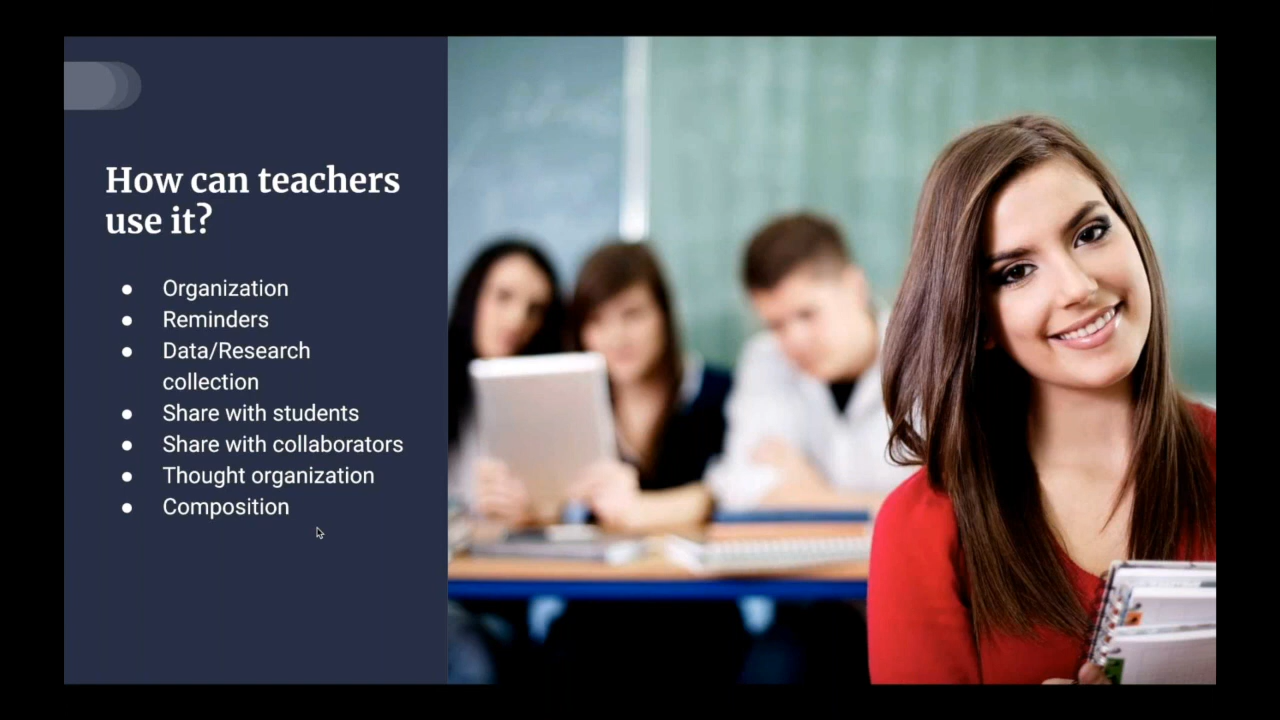 How can teachers
use it?
● Organization
● Reminders
● Data/Research
collection
● Share with students
● Share with collaborators
● Thought organization
● Composition